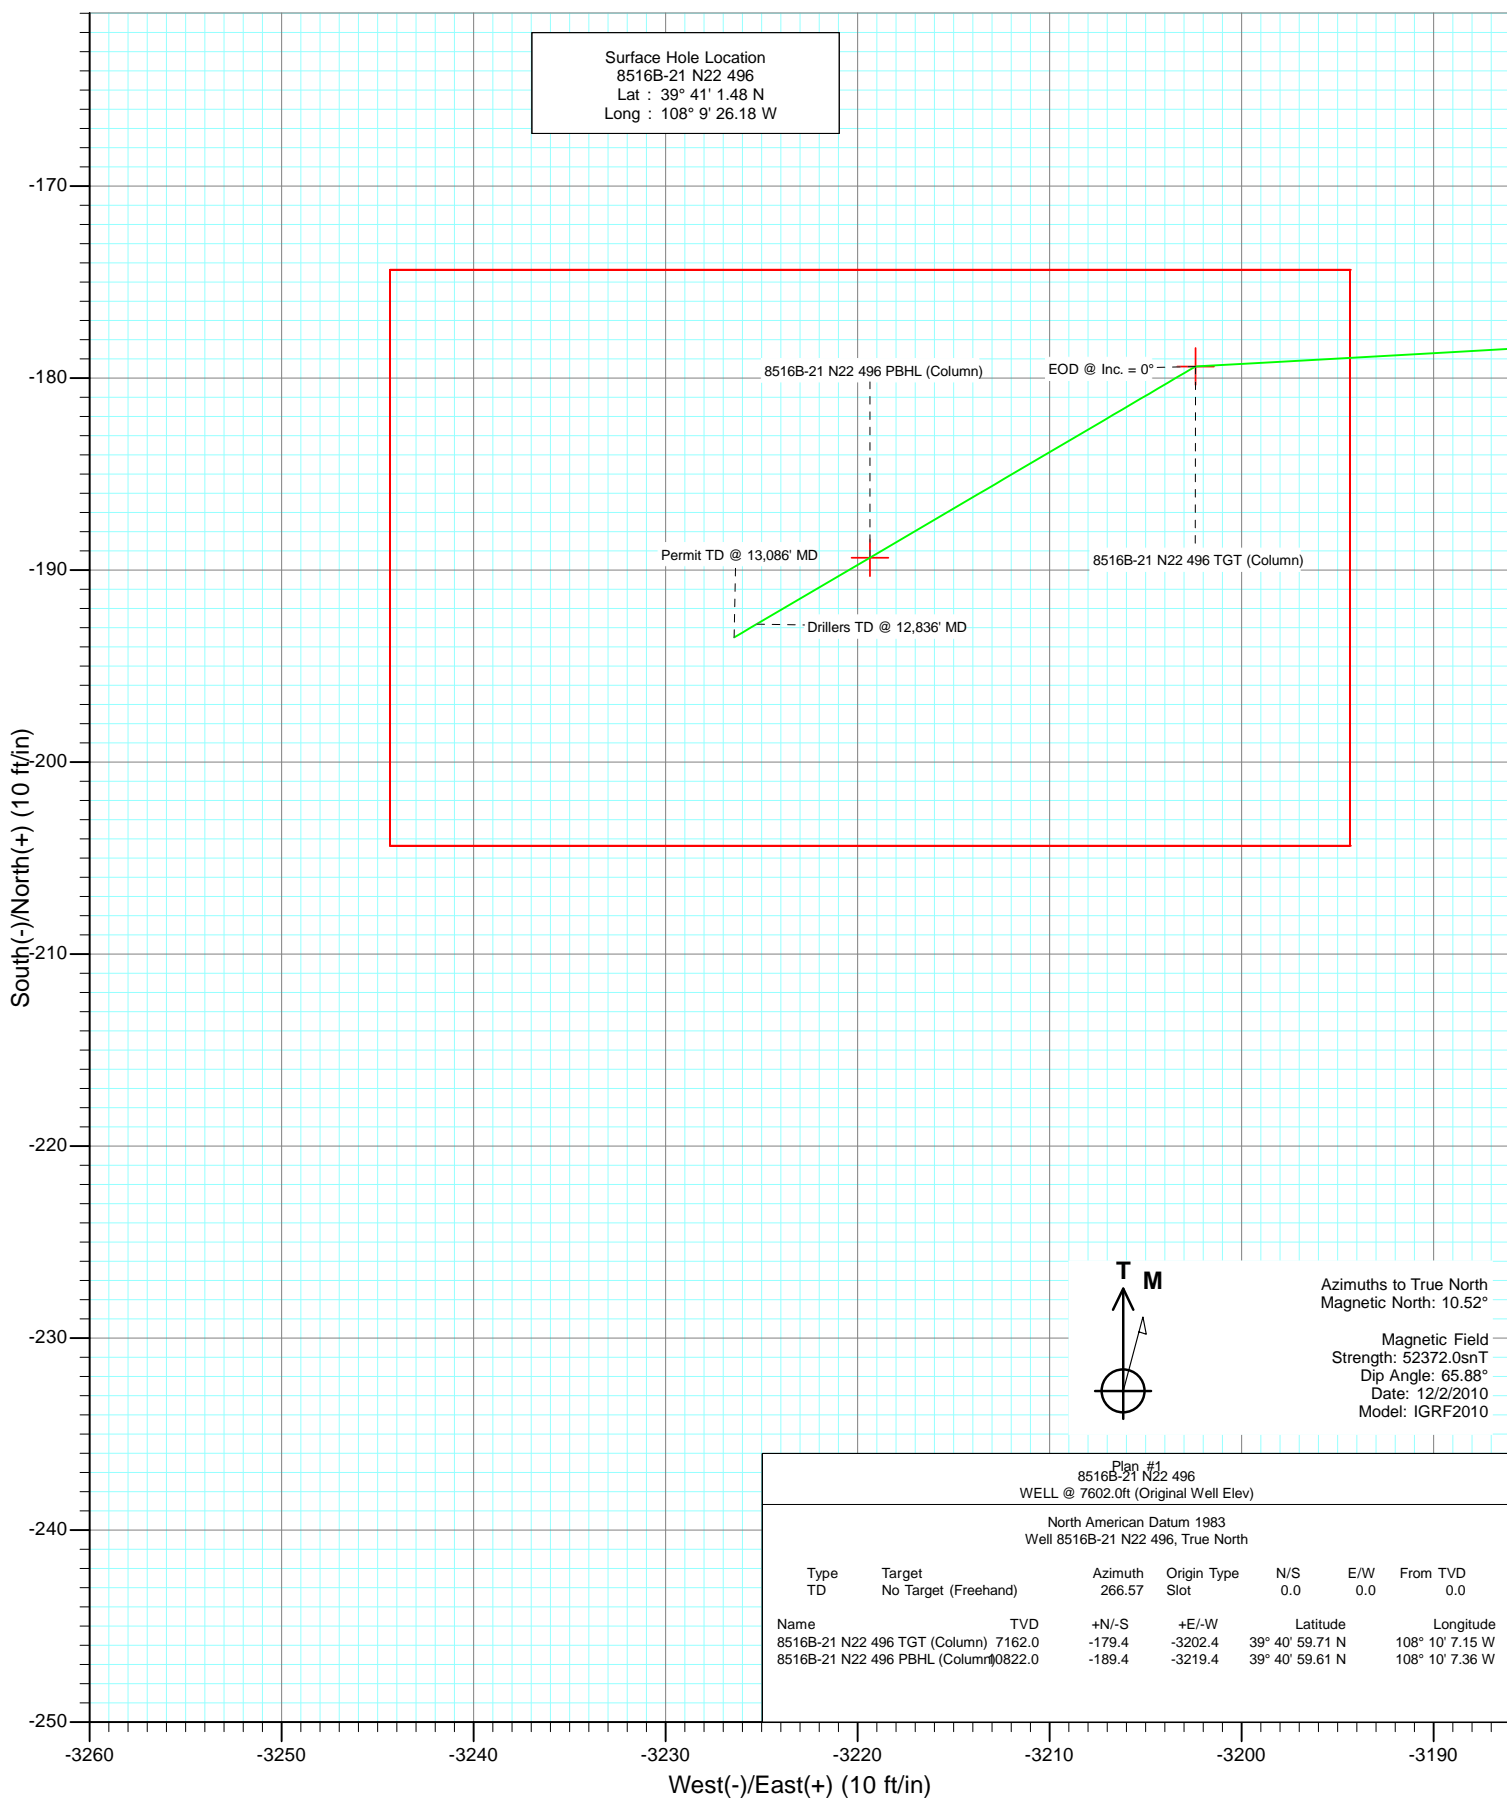 Surface Hole Location
8516B-21 N22 496
Lat : 39° 41' 1.48 N
Long : 108° 9' 26.18 W
South(-)/North(+) (10 ft/in)
-170
-180
-190
-200
-210
-220
-230
-240
-250
8516B-21 N22 496 PBHL (Column)
EOD @ Inc. = 0°
Permit TD @ 13,086' MD
8516B-21 N22 496 TGT (Column)
Drillers TD @ 12,836' MD
T M
Azimuths to True North
Magnetic North: 10.52°
Magnetic Field
Strength: 52372.0snT
Dip Angle: 65.88°
Date: 12/2/2010
Model: IGRF2010
Plan #1
8516B-21 N22 496
WELL @ 7602.0ft (Original Well Elev)
North American Datum 1983
Well 8516B-21 N22 496, True North
Type Target Azimuth Origin Type N/S E/W From TVD
TD No Target (Freehand) 266.57 Slot 0.0 0.0 0.0
Name TVD +N/-S +E/-W Latitude Longitude
8516B-21 N22 496 TGT (Column) 7162.0 -179.4 -3202.4 39° 40' 59.71 N 108° 10' 7.15 W
8516B-21 N22 496 PBHL (Column) 10822.0 -189.4 -3219.4 39° 40' 59.61 N 108° 10' 7.36 W
-3260 -3250 -3240 -3230 -3220 -3210 -3200 -3190
West(-)/East(+) (10 ft/in)